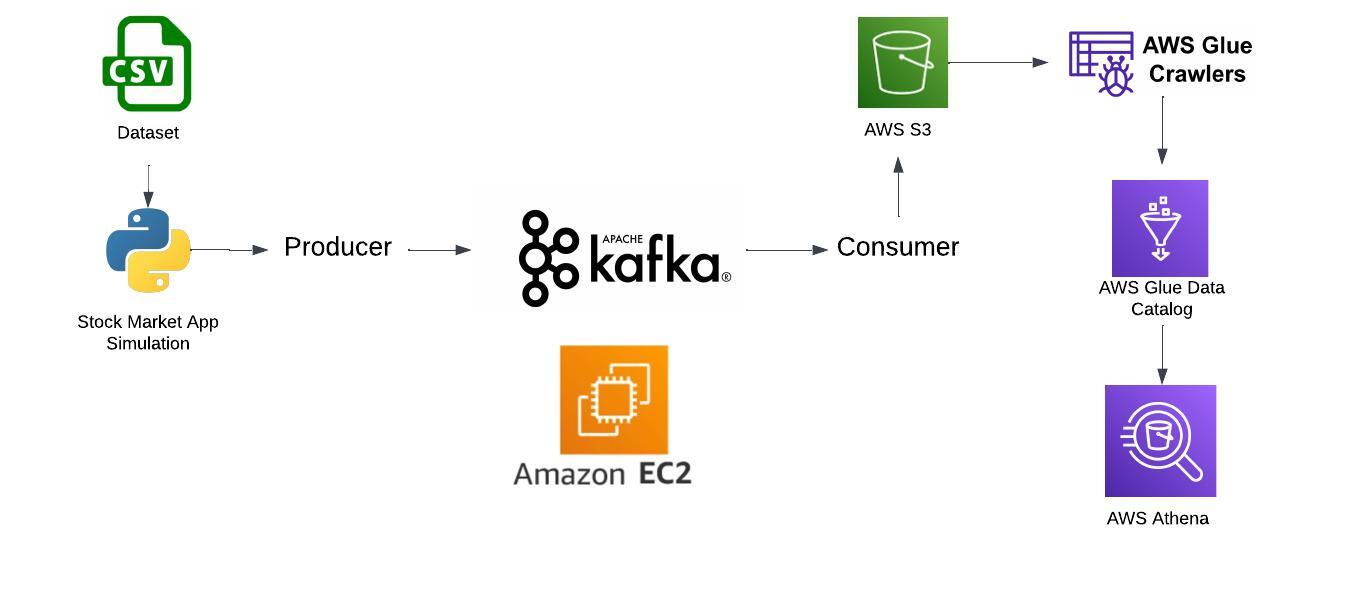 CSV
Dataset
Stock Market App
Simulation
Producer
APACHE
kafka®
Amazon EC2
Consumer
AWS S3
AWS Glue
Crawlers
AWS Glue Data
Catalog
AWS Athena